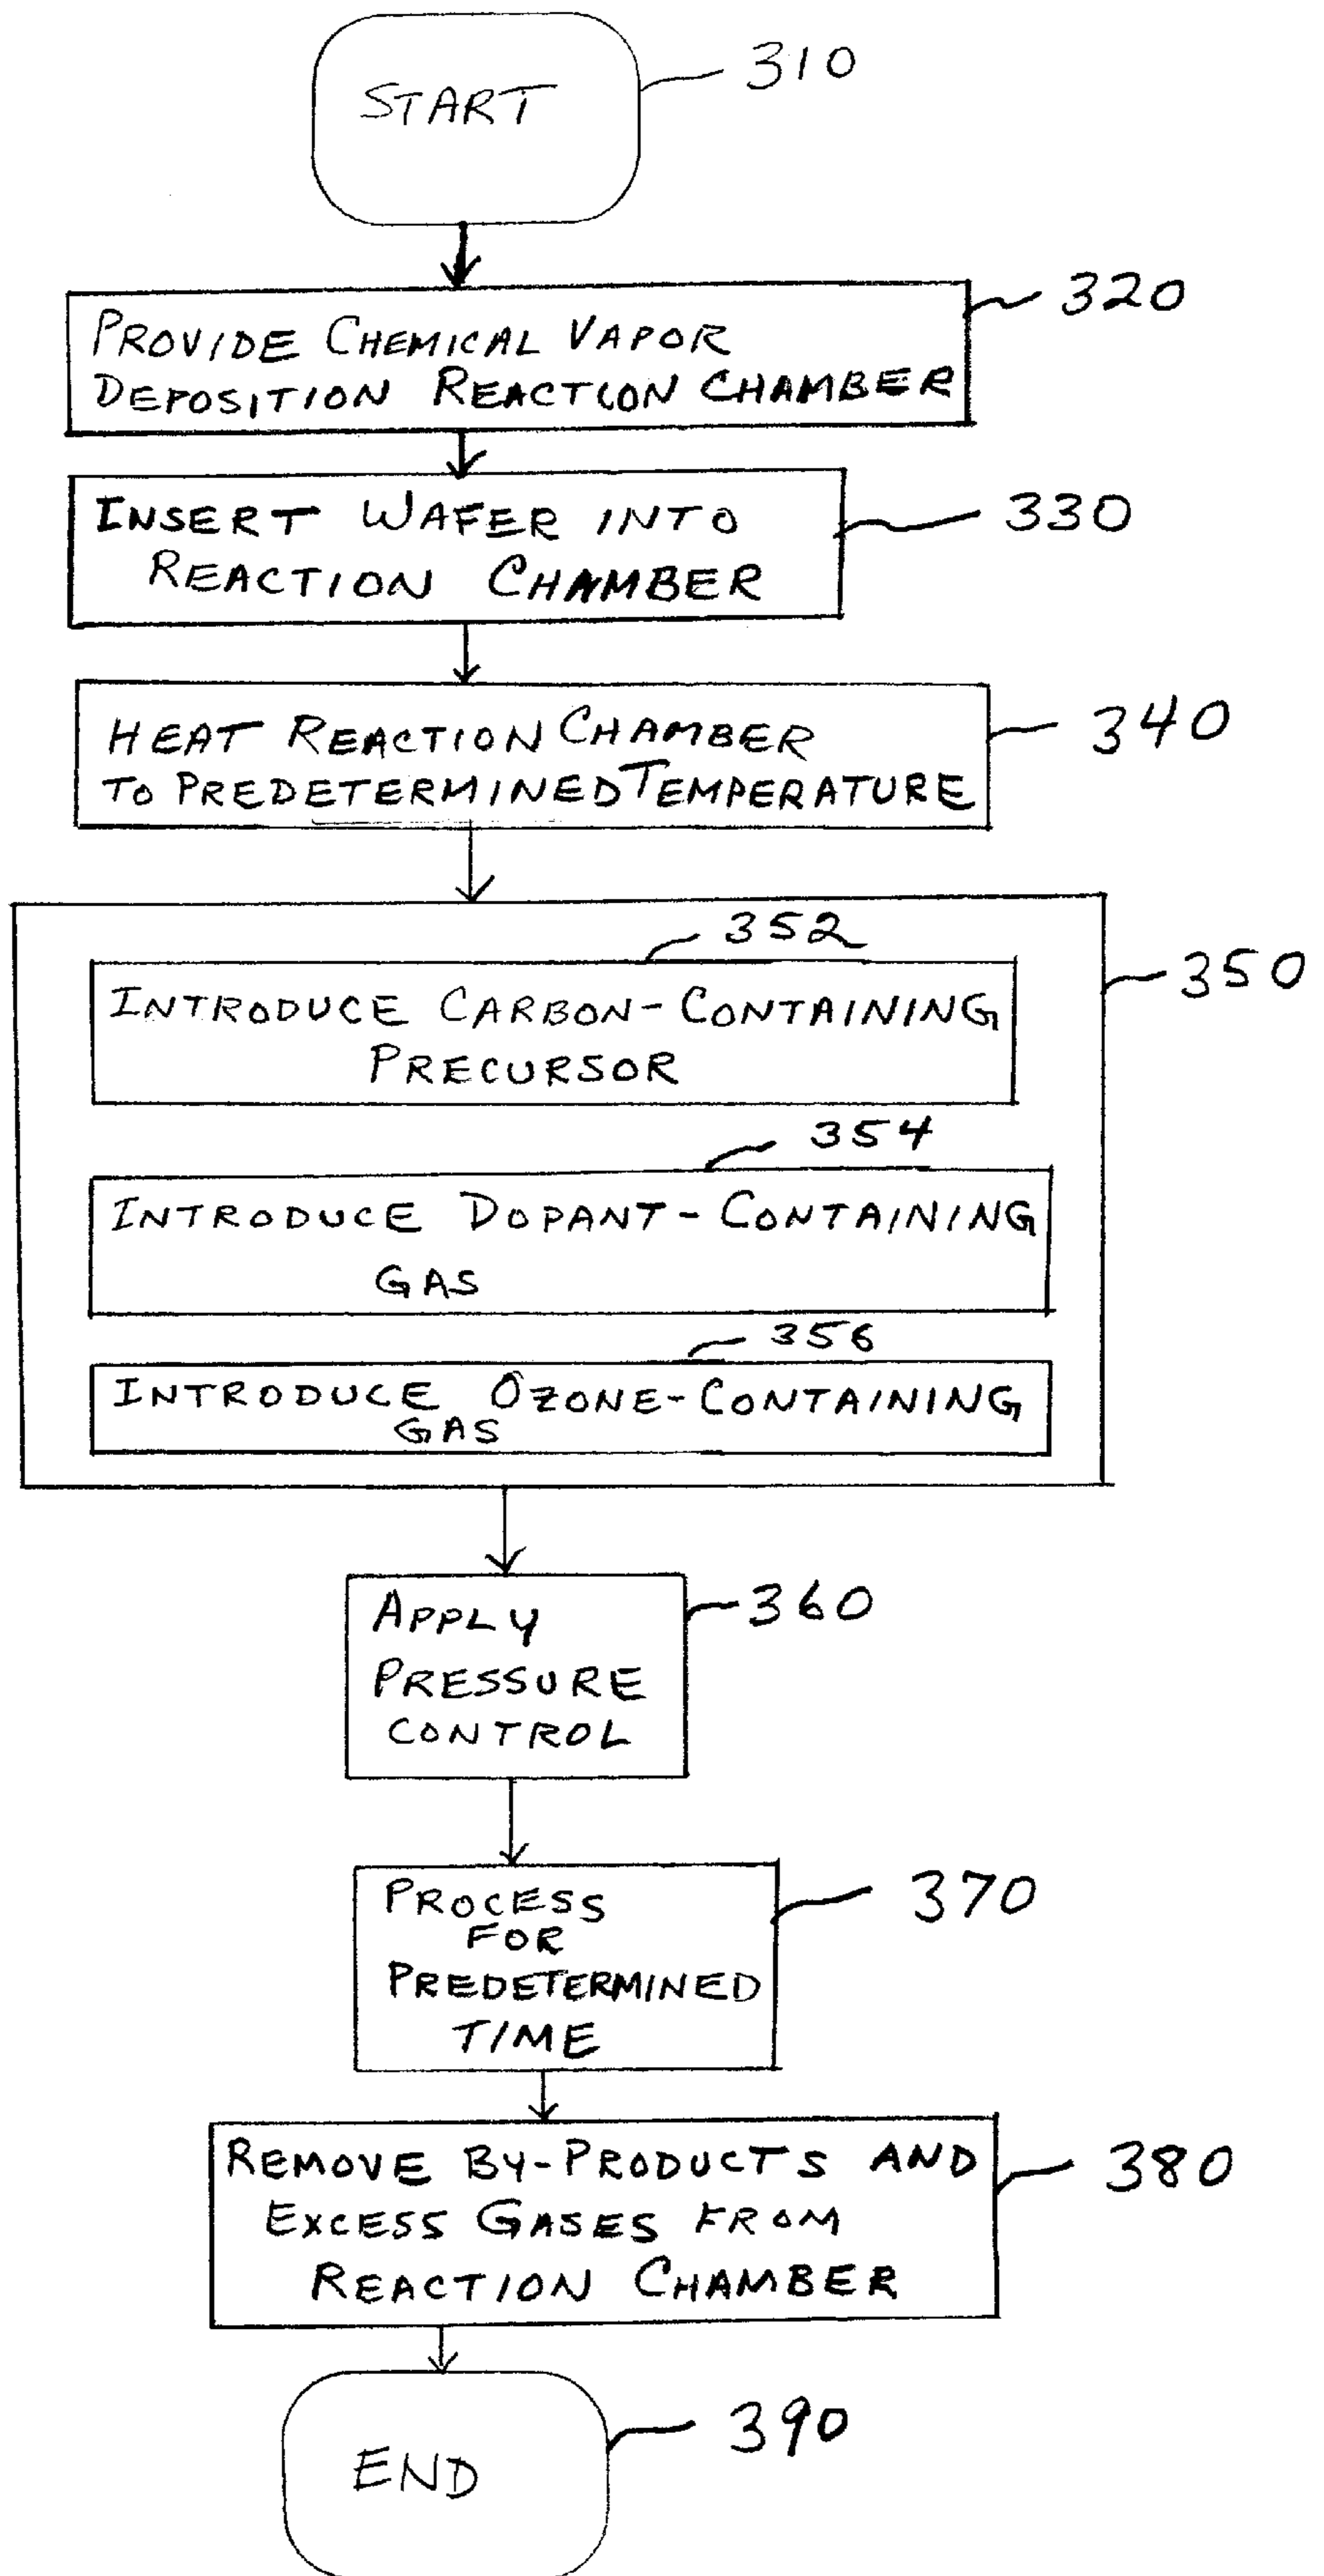 START
310
320
PROVIDE CHEMICAL VAPOR
DEPOSITION REACTION CHAMBER
330
INSERT WAFER INTO
REACTION CHAMBER
340
HEAT REACTION CHAMBER
TO PREDETERMINED TEMPERATURE
350
352
INTRODUCE CARBON-CONTAINING
PRECURSOR
354
INTRODUCE DOPANT-CONTAINING
GAS
356
INTRODUCE OZONE-CONTAINING
GAS
360
APPLY
PRESSURE
CONTROL
370
PROCESS
FOR
PREDETERMINED
TIME
380
REMOVE BY-PRODUCTS AND
EXCESS GASES FROM
REACTION CHAMBER
390
END